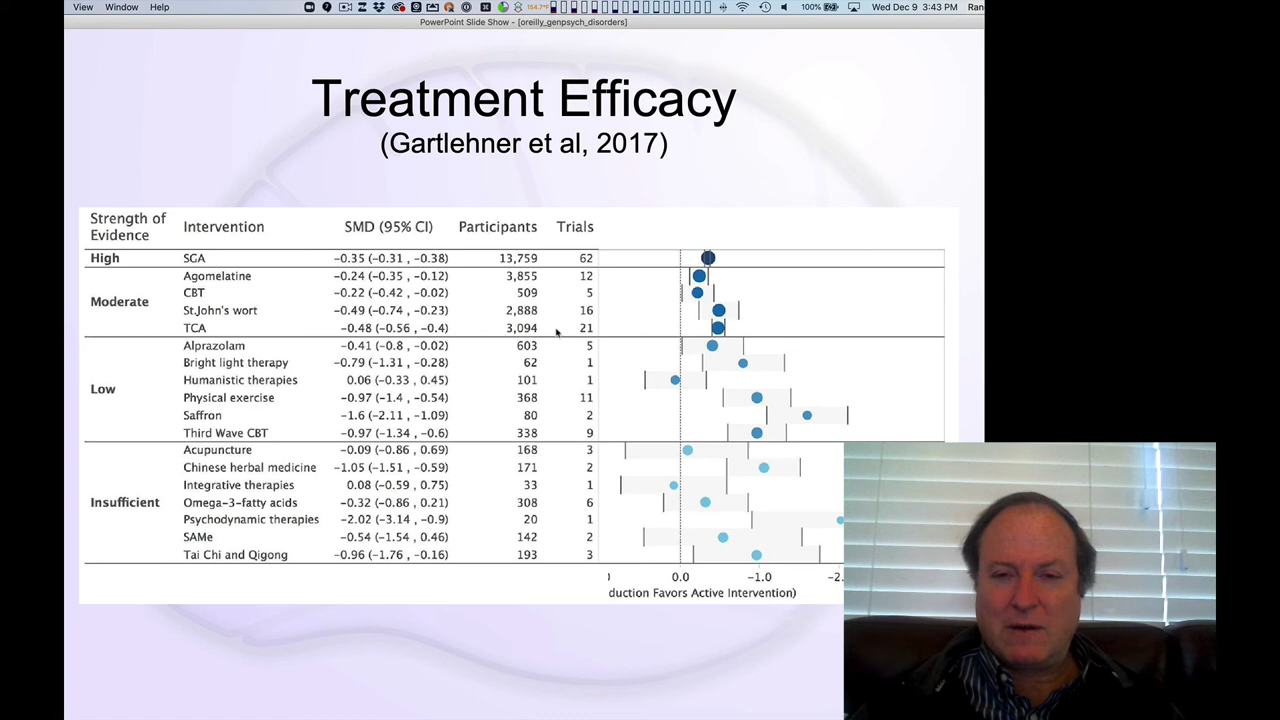 View Window Help 154.7°F 100% Wed Dec 9 3:43 PM Ran
PowerPoint Slide Show - [oreilly_genpsych_disorders]
Treatment Efficacy
(Gartlehner et al, 2017)
Strength of Evidence Intervention SMD (95% CI) Participants Trials
High SGA −0.35 (−0.31 , −0.38) 13,759 62
Moderate
Agomelatine −0.24 (−0.35, −0.12) 3,855 12
CBT −0.22 (−0.42 , −0.02) 509 5
St.John's wort −0.49 (−0.74 , −0.23) 2,888 16
TCA −0.48 (−0.56 , −0.4) 3,094 21
Low
Alprazolam −0.41 (−0.8 , −0.02) 603 5
Bright light therapy −0.79 (−1.31 , −0.28) 62 1
Humanistic therapies 0.06 (−0.33 , 0.45) 101 1
Physical exercise −0.97 (−1.4 , −0.54) 368 11
Saffron −1.6 (−2.11 , −1.09) 80 2
Third Wave CBT −0.97 (−1.34 , −0.6) 338 9
Insufficient
Acupuncture −0.09 (−0.86 , 0.69) 168 3
Chinese herbal medicine −1.05 (−1.51 , −0.59) 171 2
Integrative therapies 0.08 (−0.59 , 0.75) 33 1
Omega-3-fatty acids −0.32 (−0.86 , 0.21) 308 6
Psychodynamic therapies −2.02 (−3.14 , −0.9) 20 1
SAMe −0.54 (−1.54 , 0.46) 142 2
Tai Chi and Qigong −0.96 (−1.76 , −0.16) 193 3
0.0 −1.0 −2.
duction Favors Active Intervention)